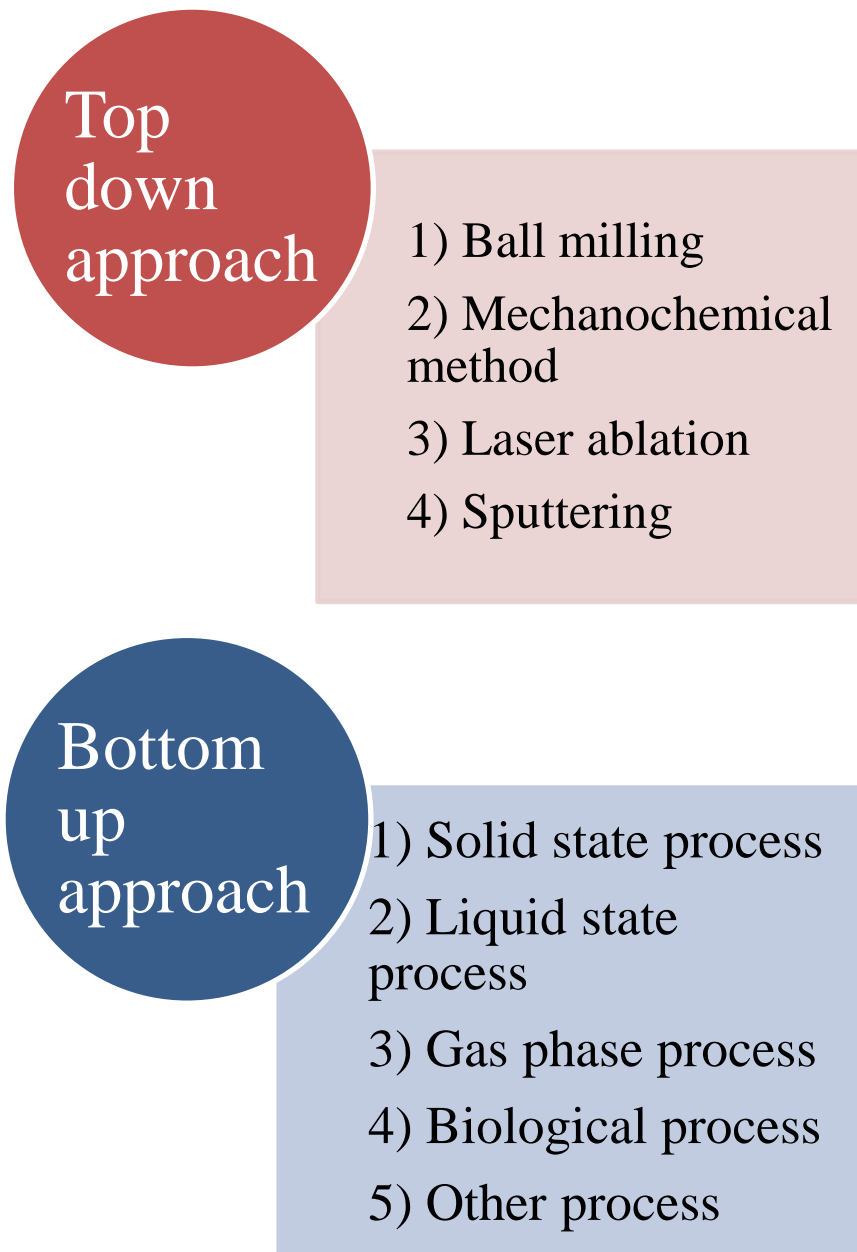 Top
down
approach
1) Ball milling
2) Mechanochemical
method
3) Laser ablation
4) Sputtering
Bottom
up
approach
1) Solid state process
2) Liquid state
process
3) Gas phase process
4) Biological process
5) Other process